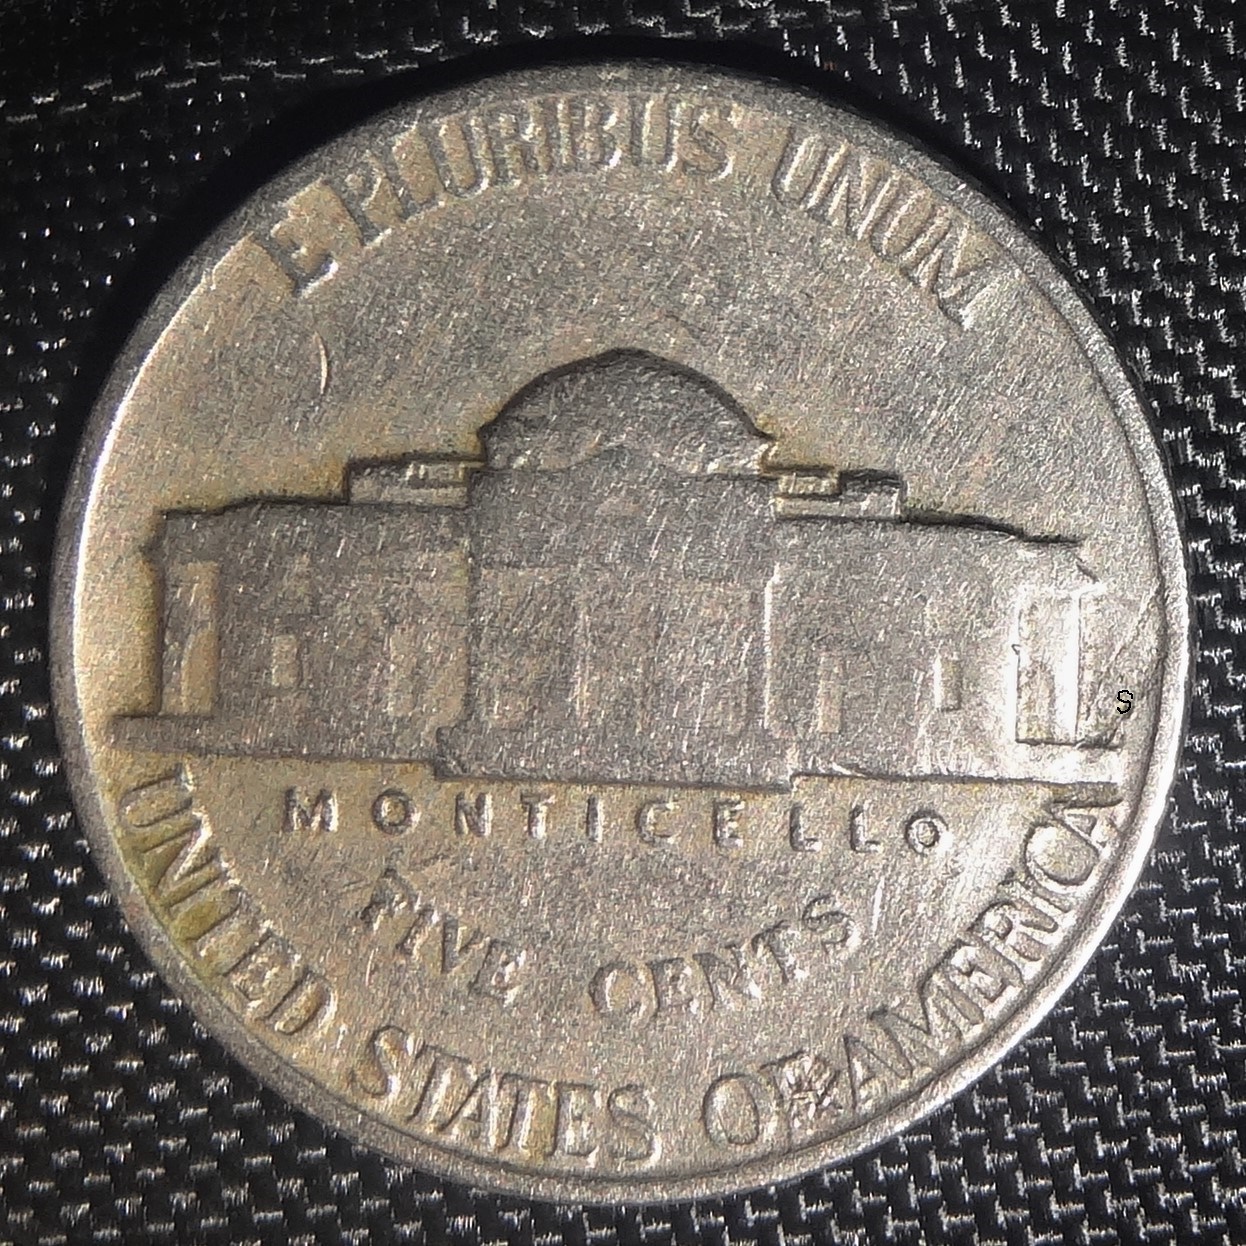 E PLURIBUS UNUM
S
MONTICELLO
FIVE CENTS
UNITED STATES OF AMERICA